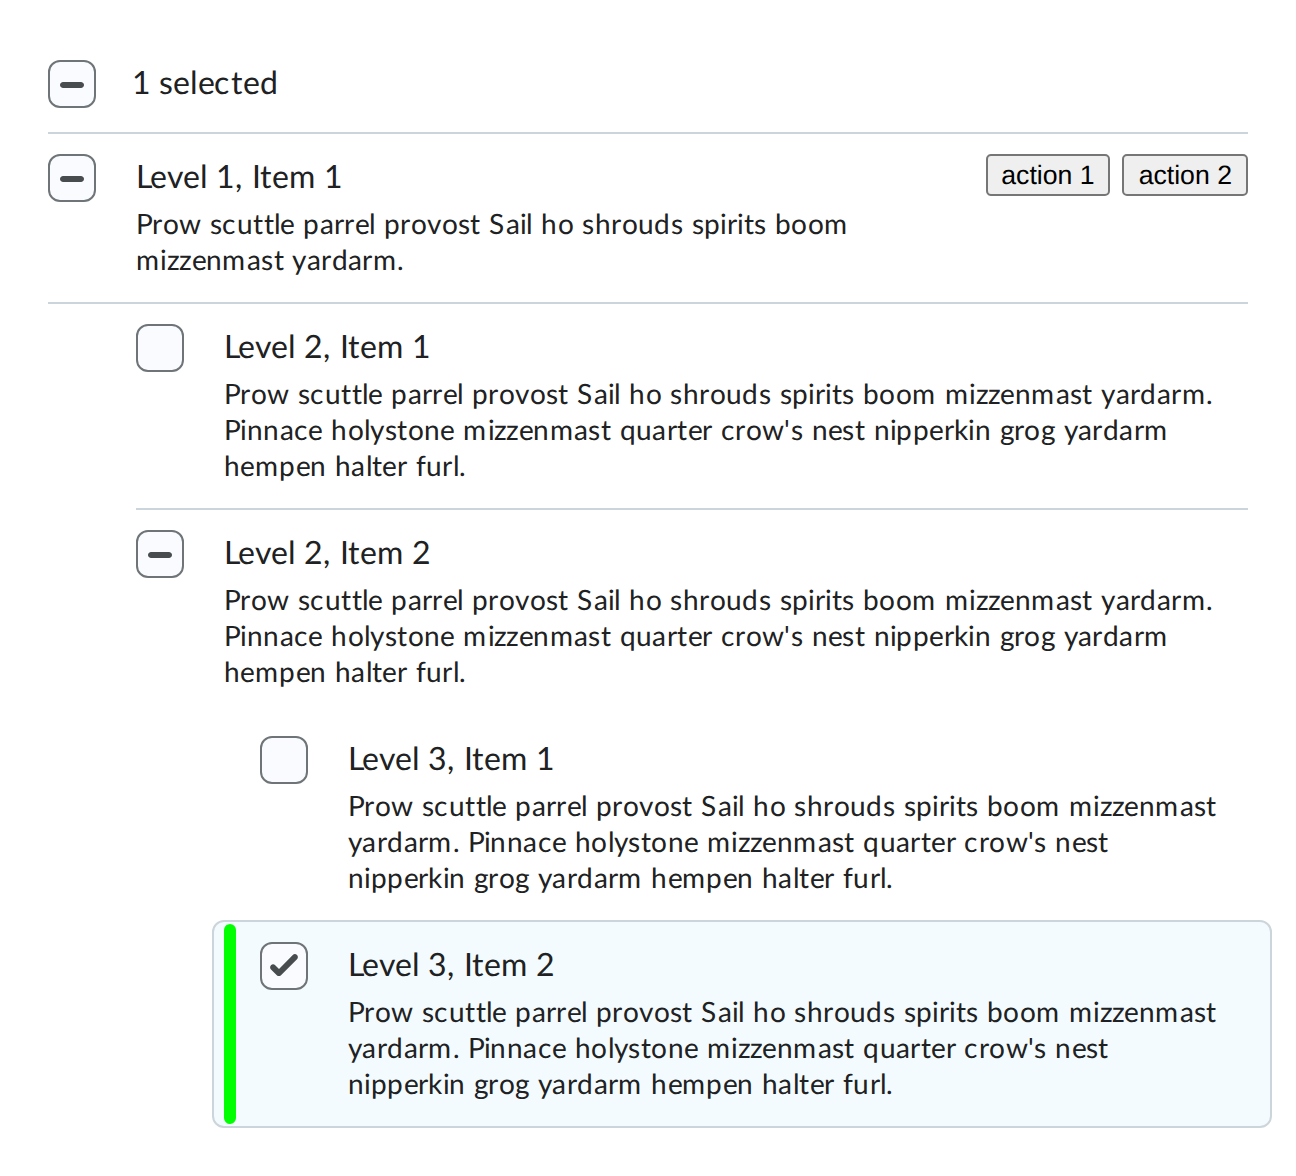 1 selected
Level 1, Item 1
action 1
action 2
Prow scuttle parrel provost Sail ho shrouds spirits boom
mizzenmast yardarm.
Level 2, Item 1
Prow scuttle parrel provost Sail ho shrouds spirits boom mizzenmast yardarm.
Pinnace holystone mizzenmast quarter crow's nest nipperkin grog yardarm
hempen halter furl.
Level 2, Item 2
Prow scuttle parrel provost Sail ho shrouds spirits boom mizzenmast yardarm.
Pinnace holystone mizzenmast quarter crow's nest nipperkin grog yardarm
hempen halter furl.
Level 3, Item 1
Prow scuttle parrel provost Sail ho shrouds spirits boom mizzenmast
yardarm. Pinnace holystone mizzenmast quarter crow's nest
nipperkin grog yardarm hempen halter furl.
Level 3, Item 2
Prow scuttle parrel provost Sail ho shrouds spirits boom mizzenmast
yardarm. Pinnace holystone mizzenmast quarter crow's nest
nipperkin grog yardarm hempen halter furl.